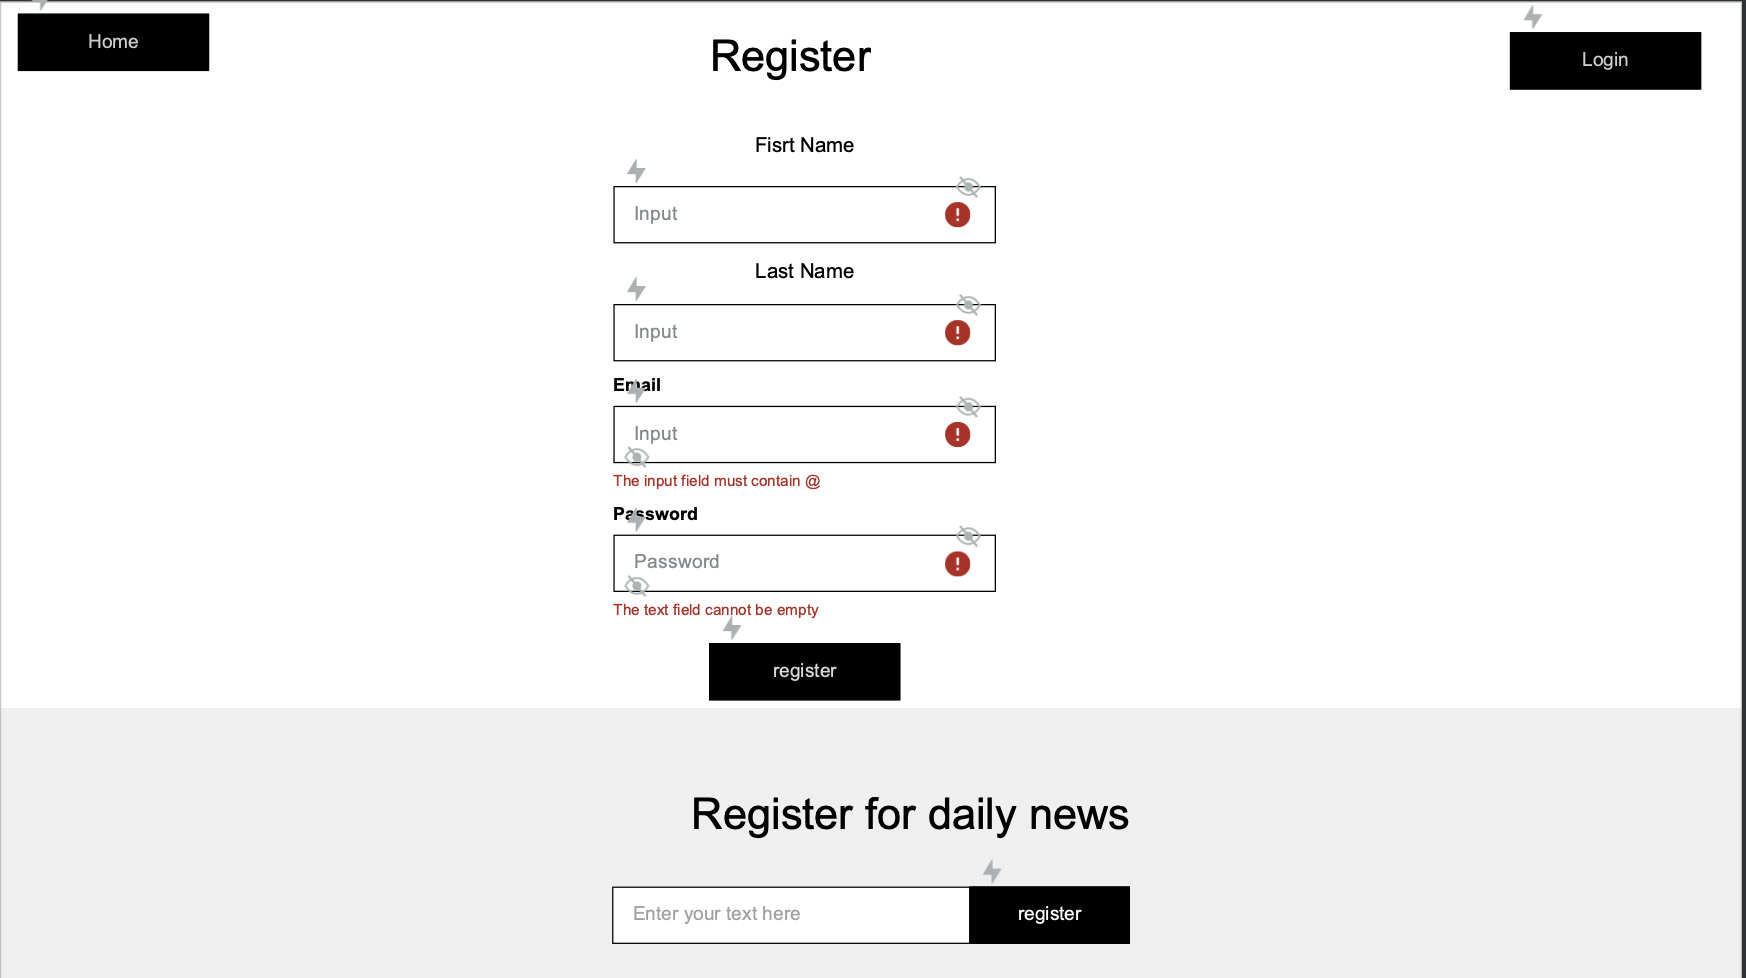 Home
Register
Login
Fisrt Name
Input
Last Name
Input
Email
Input
The input field must contain @
Password
Password
The text field cannot be empty
register
Register for daily news
Enter your text here
register